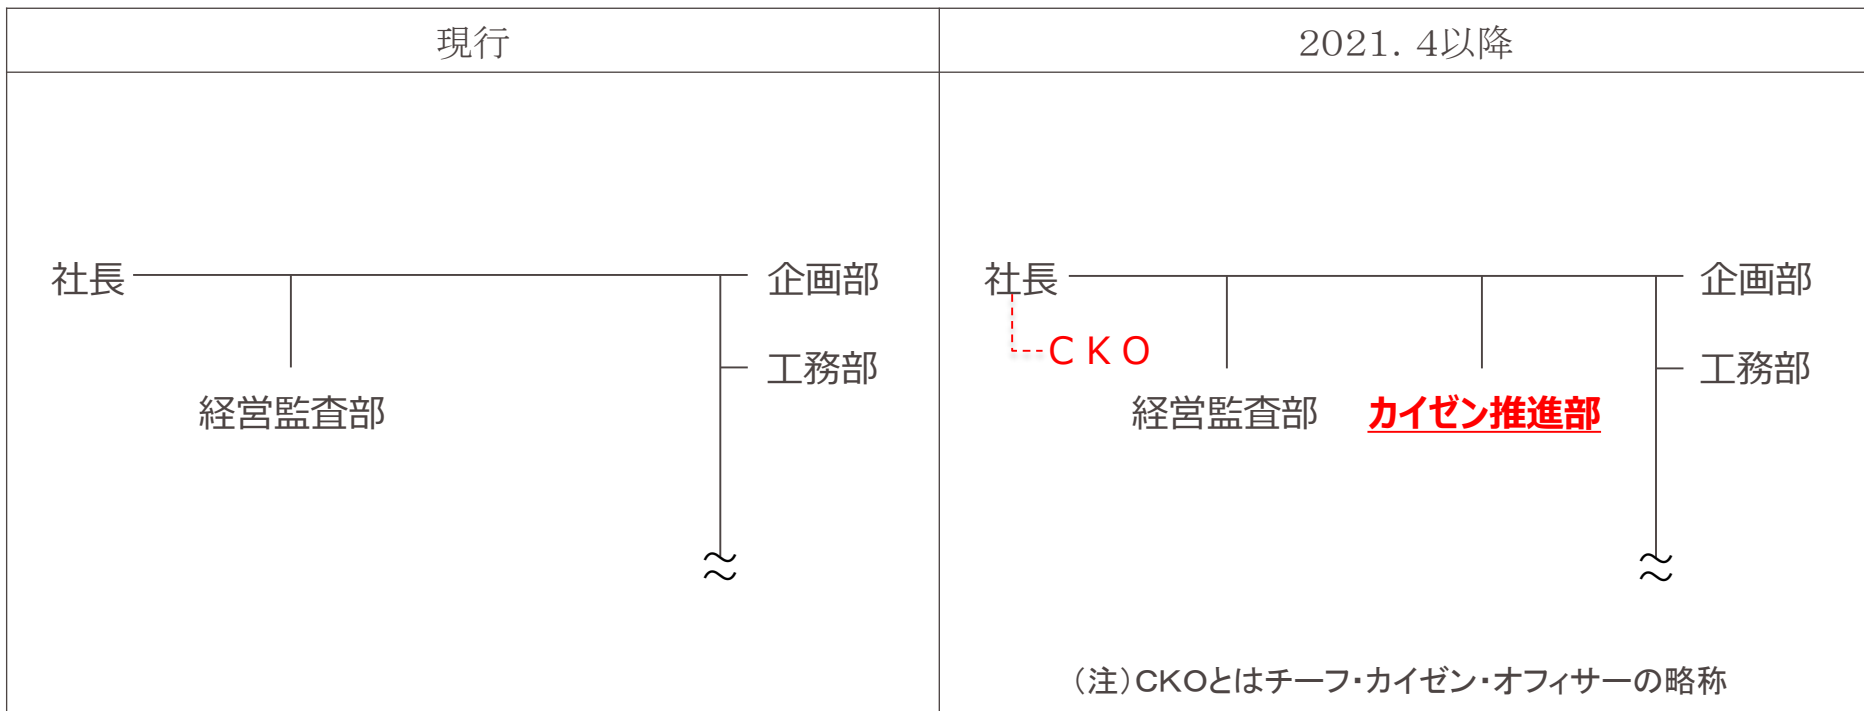 現行
2021.4以降
社長
企画部
工務部
経営監査部
社長
企画部
CKO
工務部
経営監査部
カイゼン推進部
(注)CKOとはチーフ・カイゼン・オフィサーの略称